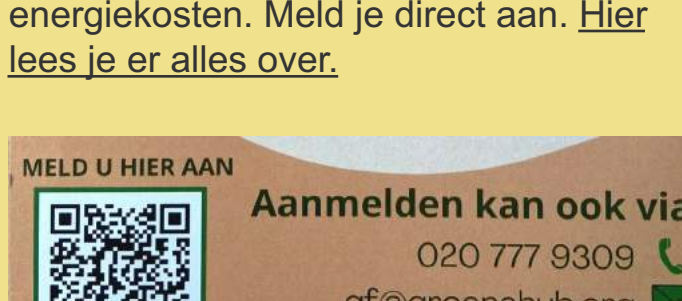 energiekosten. Meld je direct aan. Hier
lees je er alles over.
MELD U HIER AAN
Aanmelden kan ook via
020 777 9309